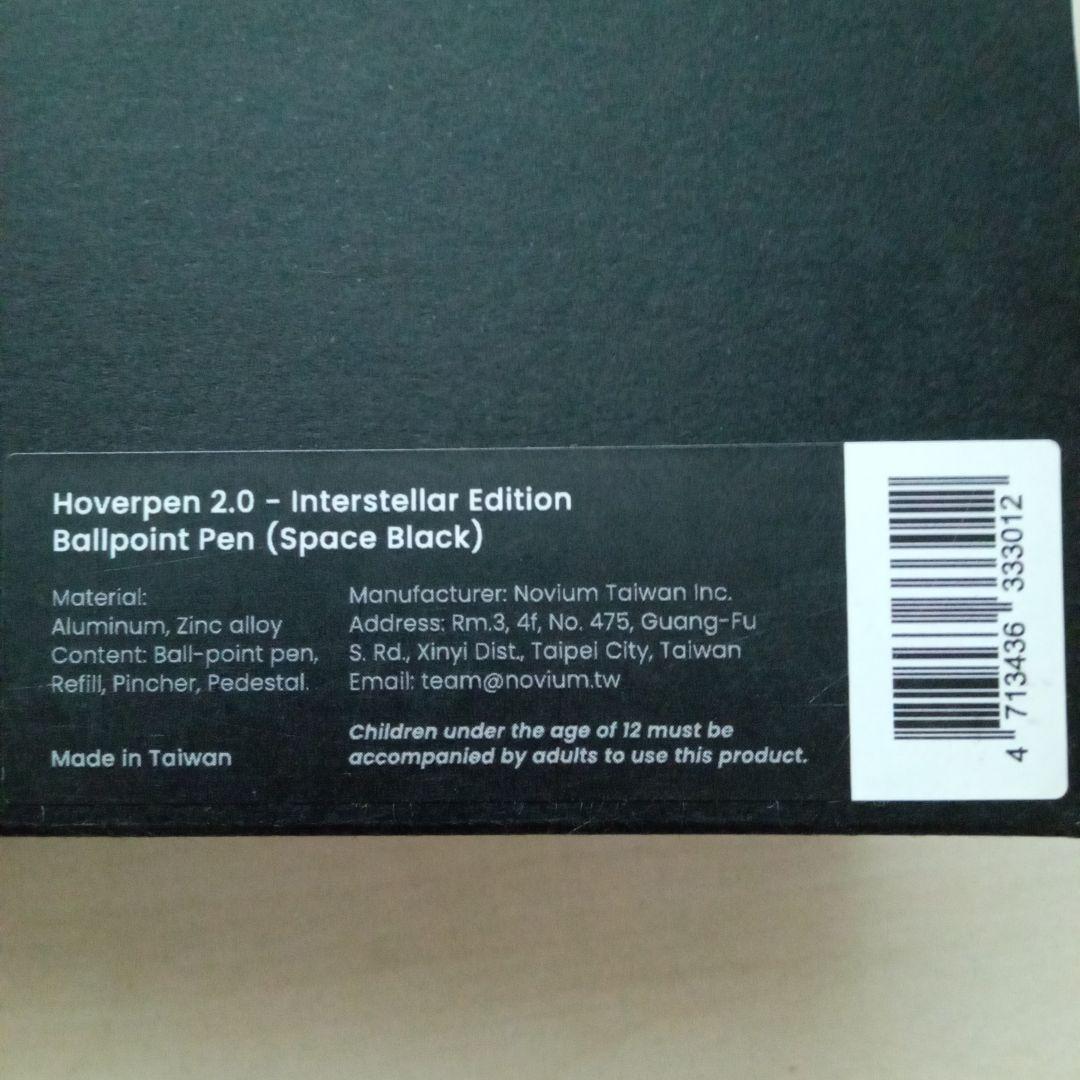 Hoverpen 2.0 - Interstellar Edition
Ballpoint Pen (Space Black)
Material:
Aluminum, Zinc alloy
Content: Ball-point pen,
Refill, Pincher, Pedestal.
Made in Taiwan
Manufacturer: Novium Taiwan Inc.
Address: Rm.3, 4f, No. 475, Guang-Fu
S. Rd., Xinyi Dist., Taipei City, Taiwan
Email: team@novium.tw
Children under the age of 12 must be
accompanied by adults to use this product.
4 713436 333012